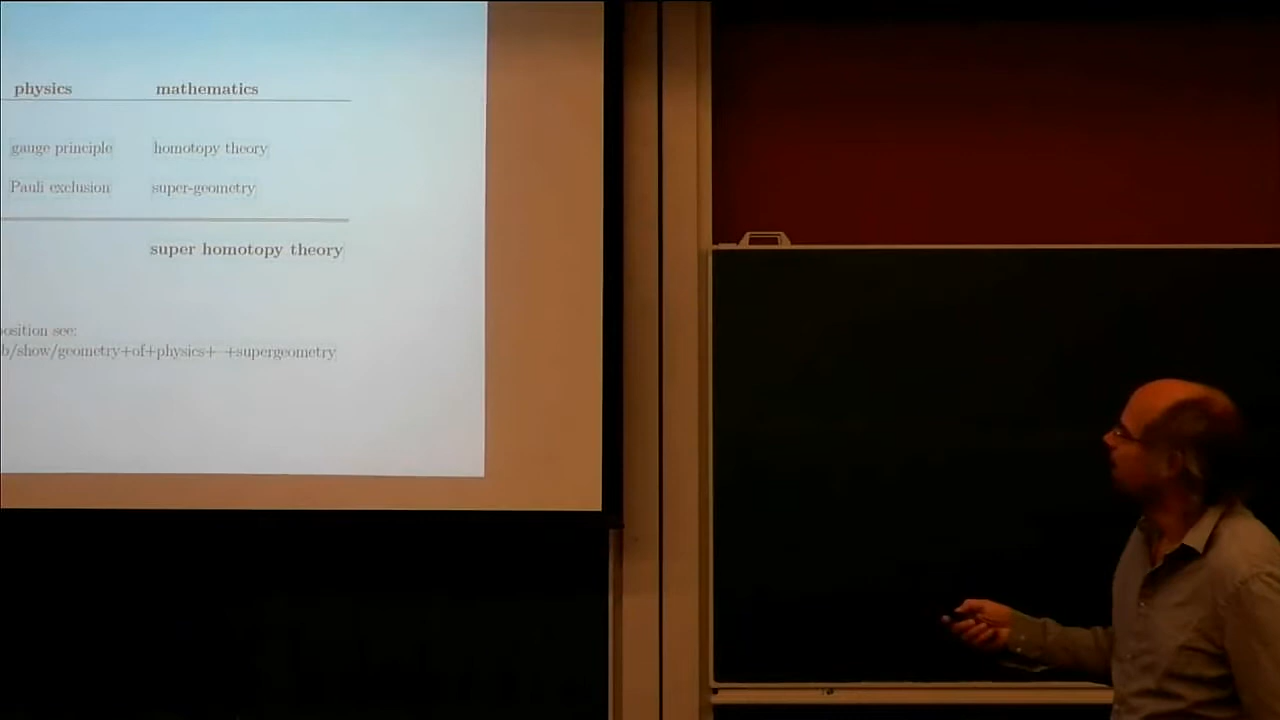 physics mathematics
gauge principle homotopy theory
Pauli exclusion super-geometry
super homotopy theory
osition see:
b/show/geometry+of+physics+ +supergeometry